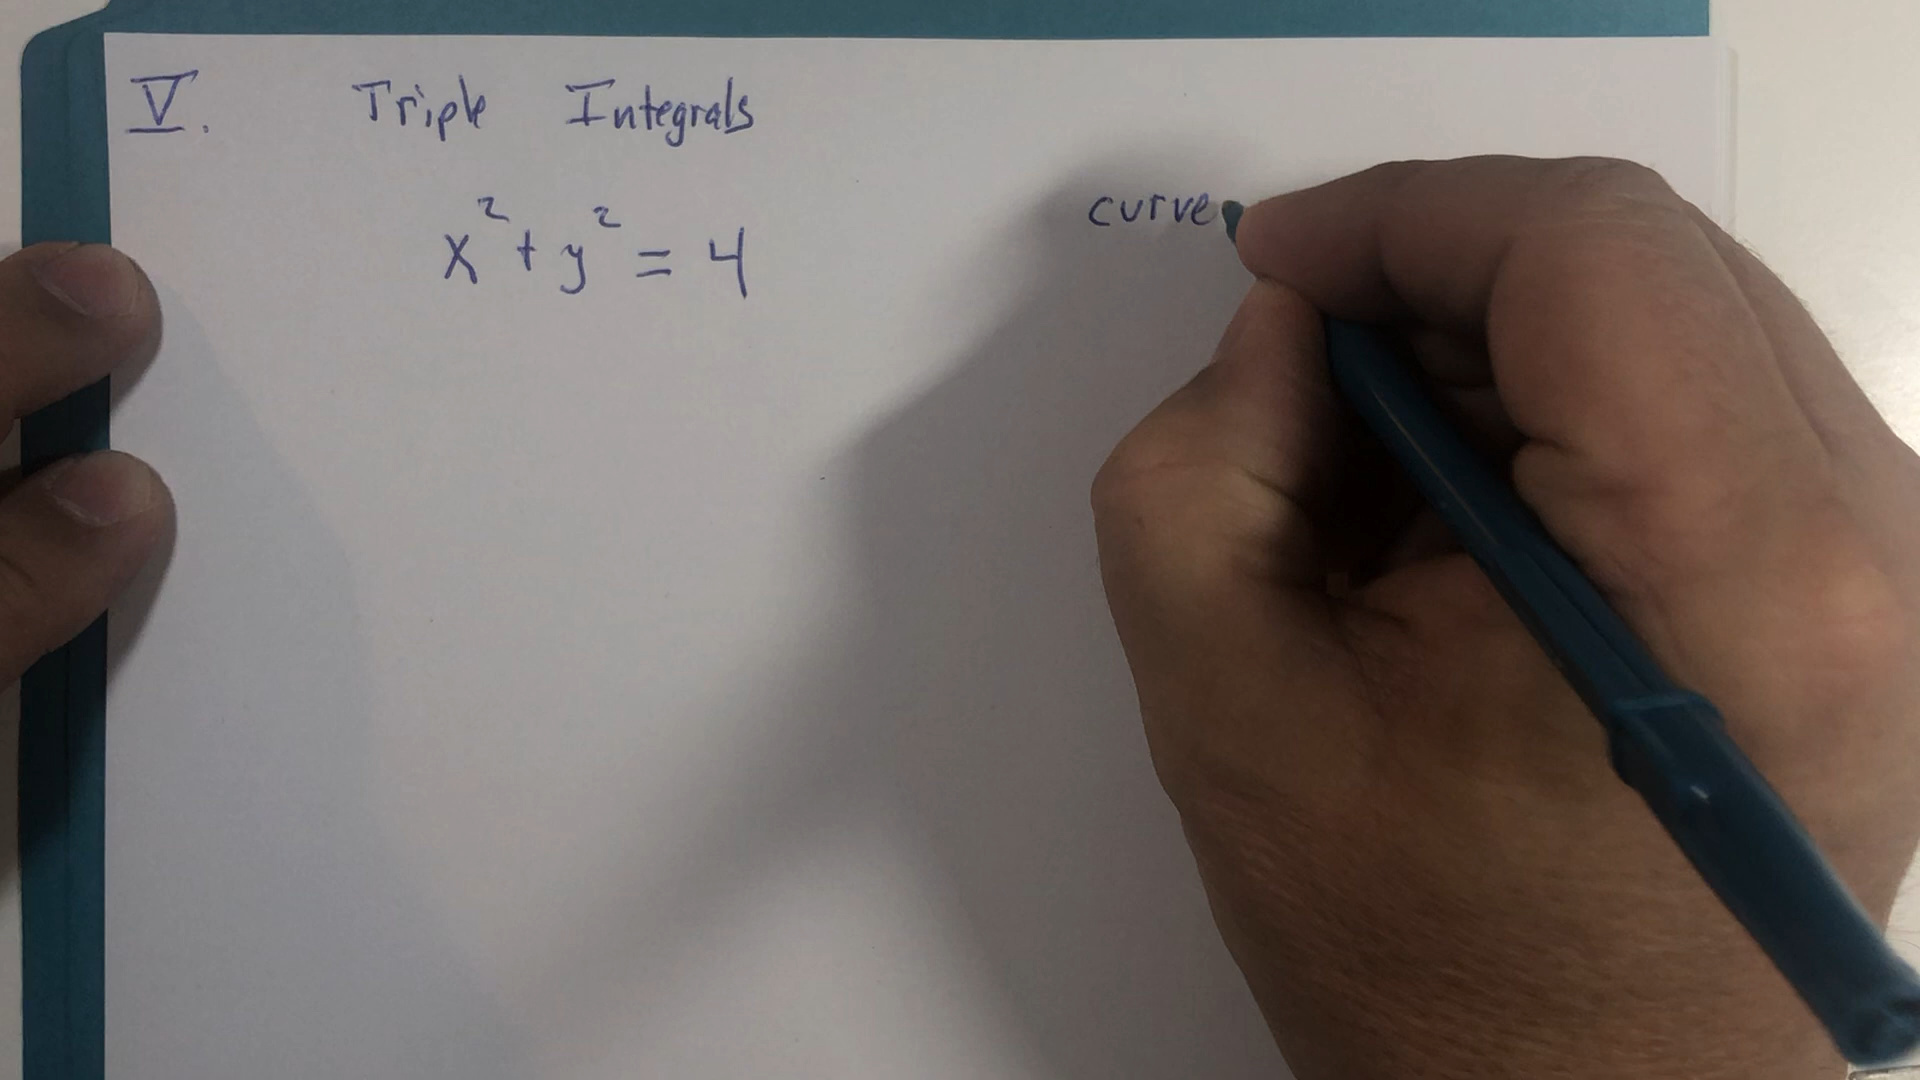 V. Triple Integrals
x² + y² = 4 curve